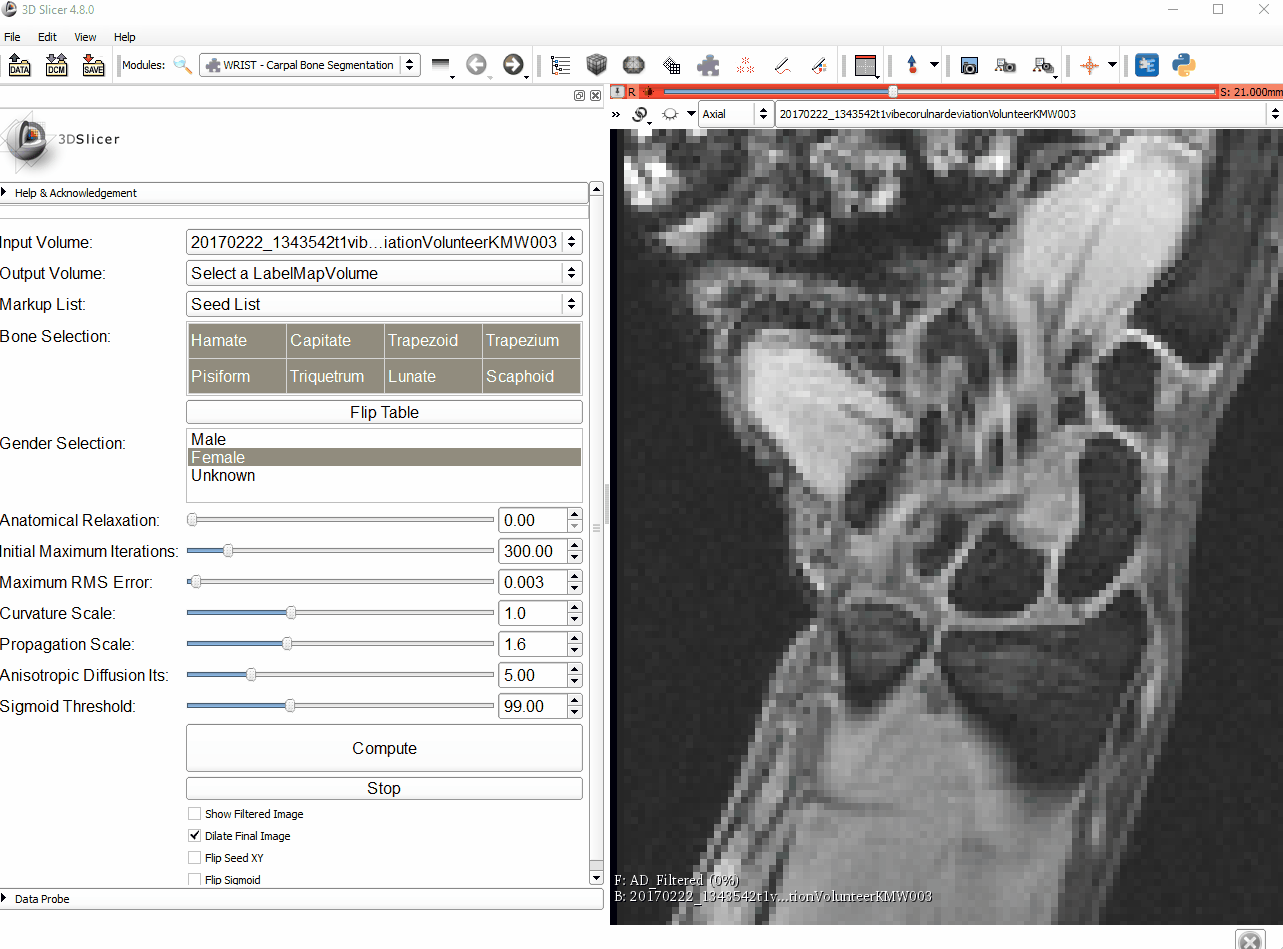 3D Slicer 4.8.0
File Edit View Help
DATA DCM SAVE Modules: WRIST - Carpal Bone Segmentation
R S: 21.000mm
Axial 20170222_1343542t1vibecorulnardeviationVolunteerKMW003
3DSlicer
Help & Acknowledgement
Input Volume: 20170222_1343542t1vib...iationVolunteerKMW003
Output Volume: Select a LabelMapVolume
Markup List: Seed List
Bone Selection: Hamate Capitate Trapezoid Trapezium
Pisiform Triquetrum Lunate Scaphoid
Flip Table
Gender Selection: Male
Female
Unknown
Anatomical Relaxation: 0.00
Initial Maximum Iterations: 300.00
Maximum RMS Error: 0.003
Curvature Scale: 1.0
Propagation Scale: 1.6
Anisotropic Diffusion Its: 5.00
Sigmoid Threshold: 99.00
Compute
Stop
Show Filtered Image
Dilate Final Image
Flip Seed XY
Flip Sigmoid
Data Probe
F: AD_Filtered (0%)
B: 20170222_1343542t1v...tionVolunteerKMW003